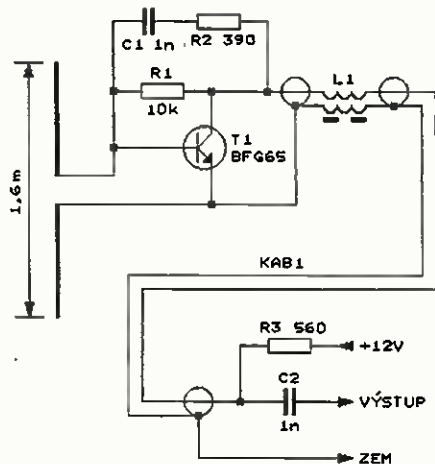 C1 1n
R2 390
R1
10k
L1
T1
BFG65
1,6m
KAB1
R3 560
+12V
C2
1n
VÝSTUP
ZEM